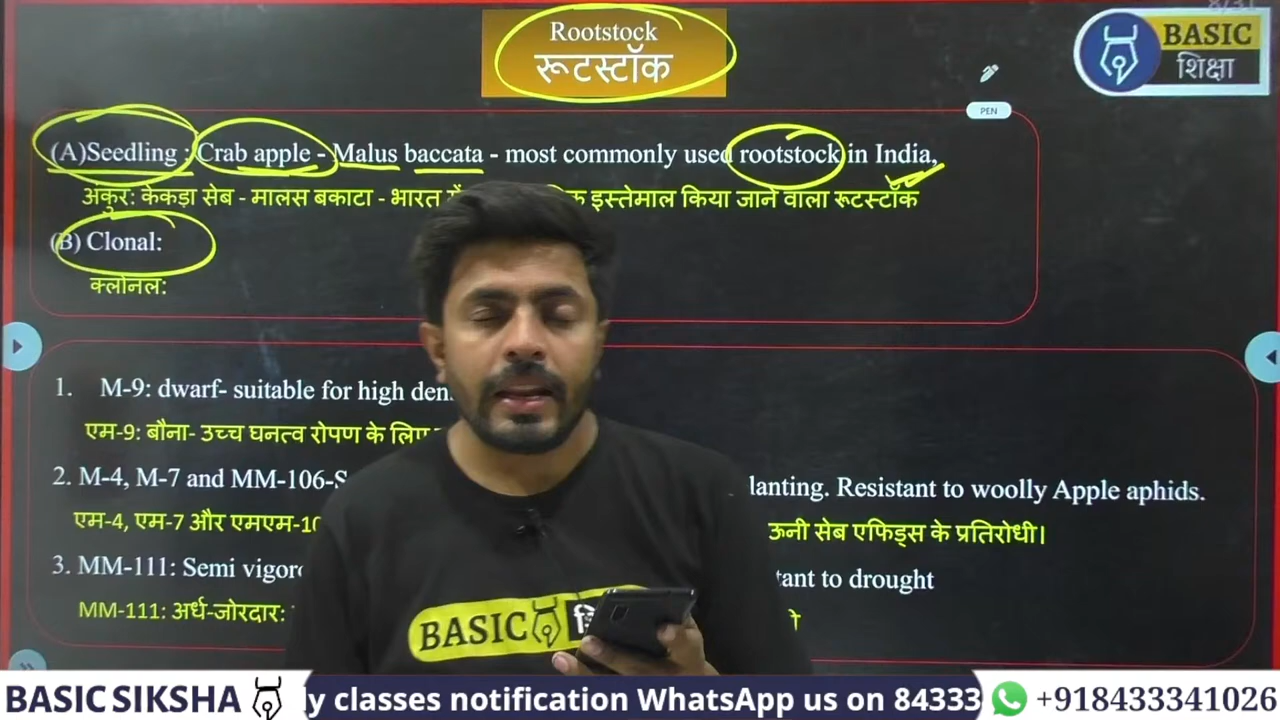 8/31
Rootstock
रूटस्टॉक
BASIC
शिक्षा
PEN
(A)Seedling : Crab apple - Malus baccata - most commonly used rootstock in India,
अंकुर: केकड़ा सेब - मालस बकाटा - भारत में इस्तेमाल किया जाने वाला रूटस्टॉक
(B) Clonal:
क्लोनल:
1. M-9: dwarf- suitable for high den
एम-9: बौना- उच्च घनत्व रोपण के लिए
2. M-4, M-7 and MM-106-S lanting. Resistant to woolly Apple aphids.
एम-4, एम-7 और एमएम-10 ऊनी सेब एफिड्स के प्रतिरोधी।
3. MM-111: Semi vigoro tant to drought
MM-111: अर्ध-जोरदार:
BASIC शि
BASIC SIKSHA ly classes notification WhatsApp us on 84333 +918433341026